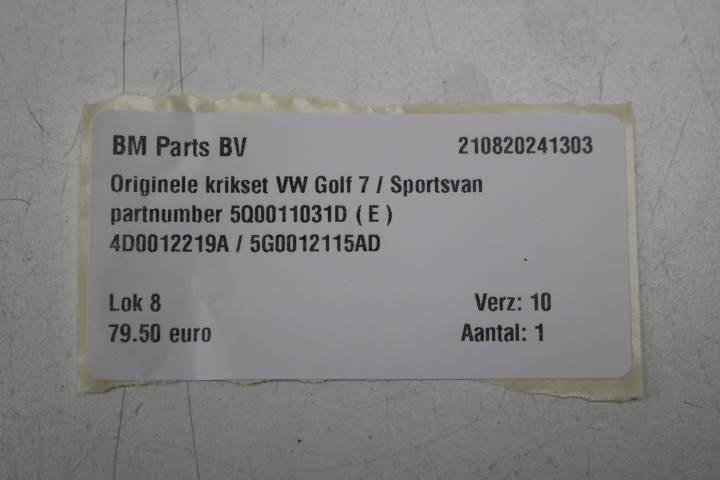 BM Parts BV 210820241303
Originele krikset VW Golf 7 / Sportsvan
partnumber 5Q0011031D ( E )
4D0012219A / 5G0012115AD
Lok 8 Verz: 10
79.50 euro Aantal: 1